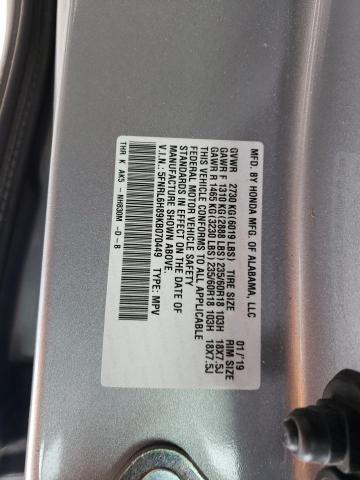 MFD. BY HONDA MFG. OF ALABAMA, LLC 01/'19
GVWR 2730 KG(6019 LBS) TIRE SIZE RIM SIZE
GAWR F 1310 KG(2888 LBS) 235/60R18 103H 18X7.5J
GAWR R 1465 KG(3230 LBS) 235/60R18 103H 18X7.5J
THIS VEHICLE CONFORMS TO ALL APPLICABLE
FEDERAL MOTOR VEHICLE SAFETY
STANDARDS IN EFFECT ON THE DATE OF
MANUFACTURE SHOWN ABOVE.
V.I.N.: 5FNRL6H89KB070449 TYPE: MPV
THR K AK5 - NH830M -D-B